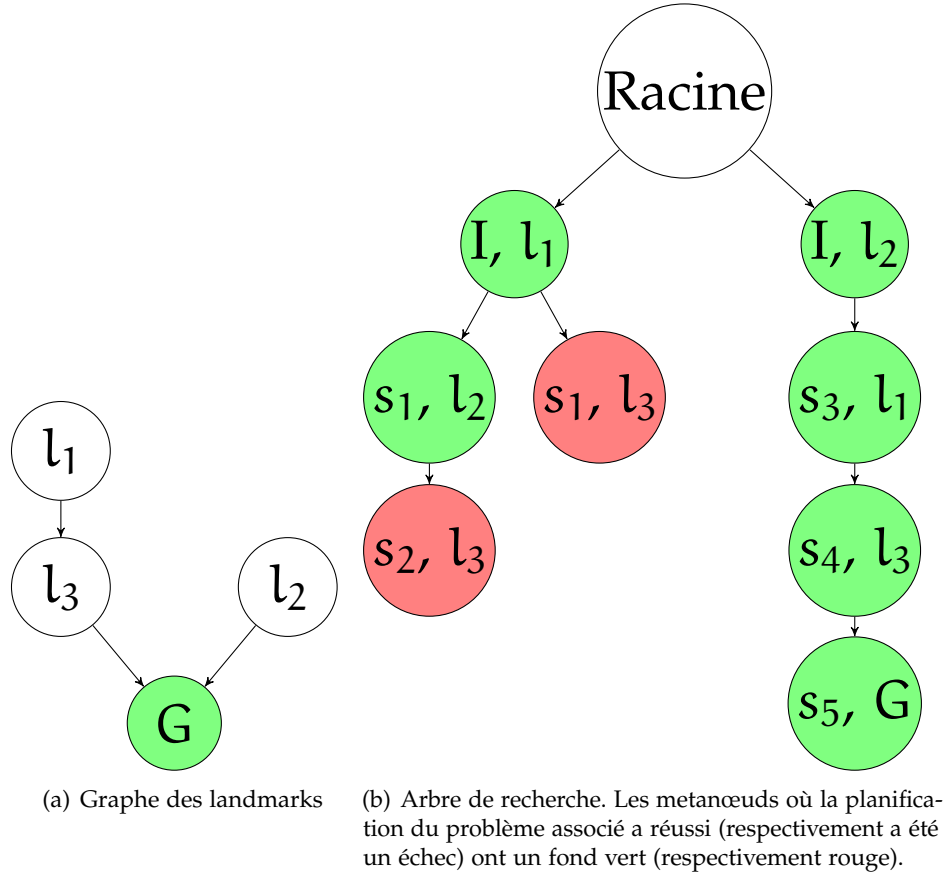 Racine
I, l₁
I, l₂
s₁, l₂
s₁, l₃
s₃, l₁
s₂, l₃
s₄, l₃
s₅, G
l₁
l₃
l₂
G
(a) Graphe des landmarks
(b) Arbre de recherche. Les metanœuds où la planifica-
tion du problème associé a réussi (respectivement a été
un échec) ont un fond vert (respectivement rouge).